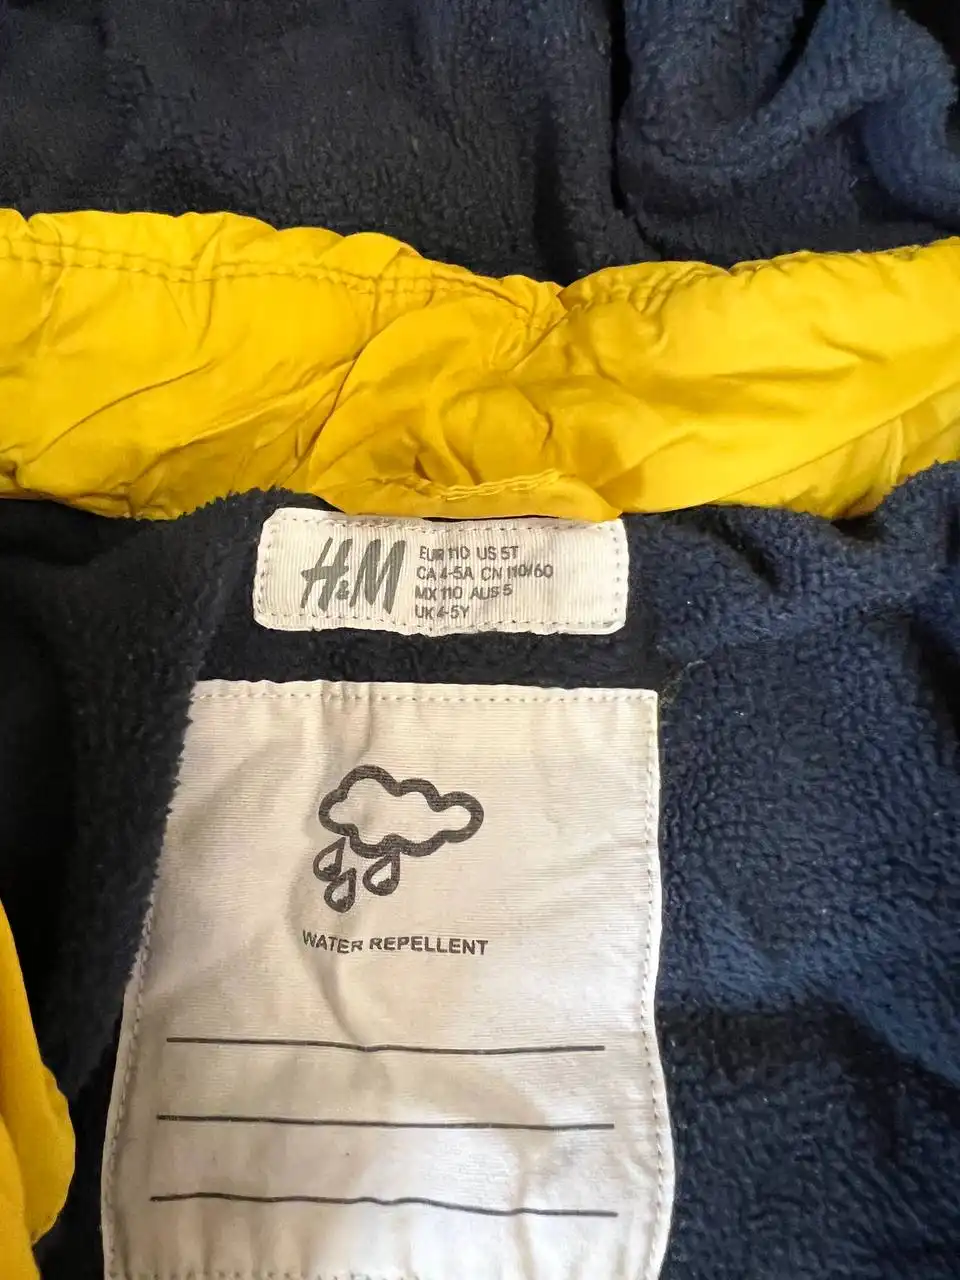 H&M
EUR 110 US 5T
CA 4-5A CN 110/60
MX 110 AUS 5
UK 4-5Y
WATER REPELLENT